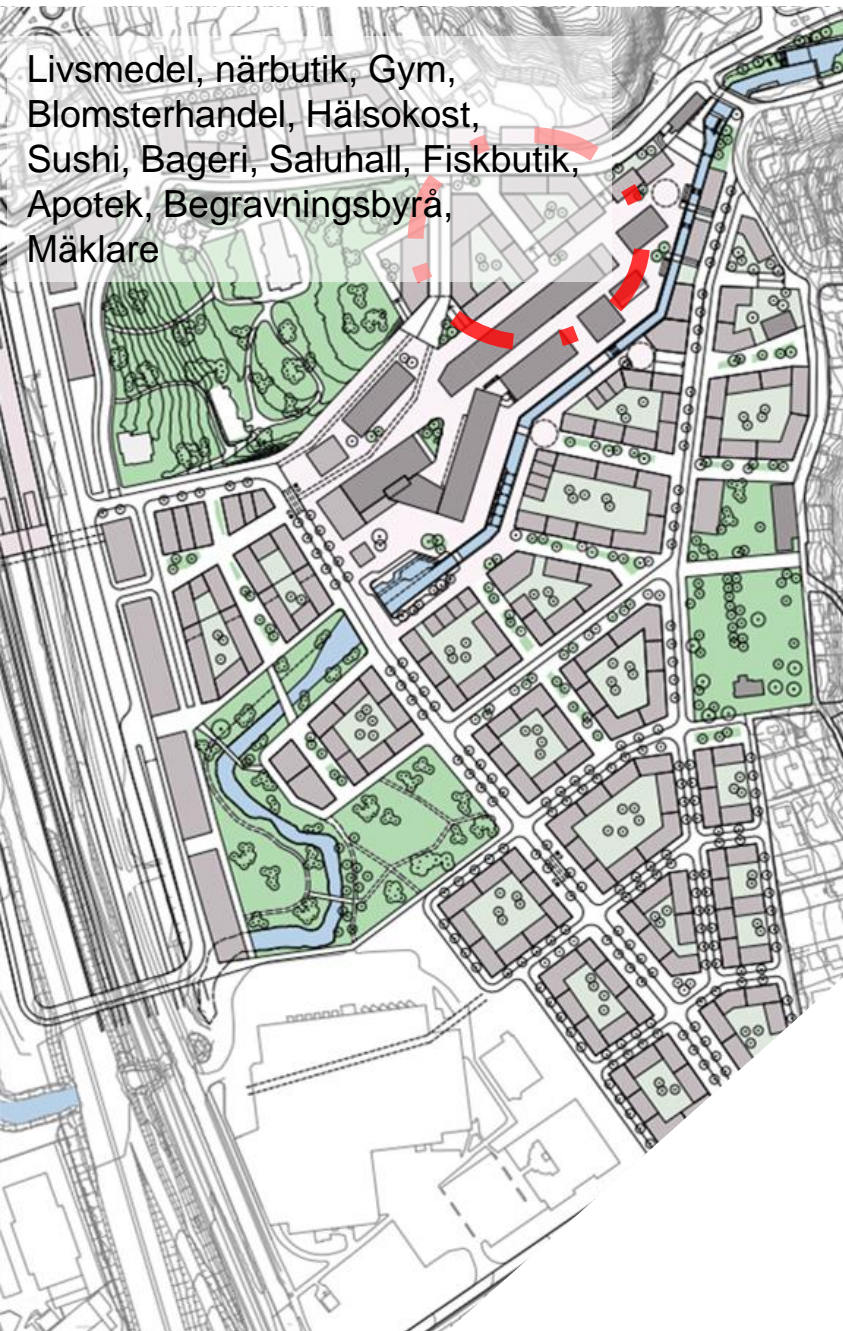 Livsmedel, närbutik, Gym,
Blomsterhandel, Hälsokost,
Sushi, Bageri, Saluhall, Fiskbutik,
Apotek, Begravningsbyrå,
Mäklare